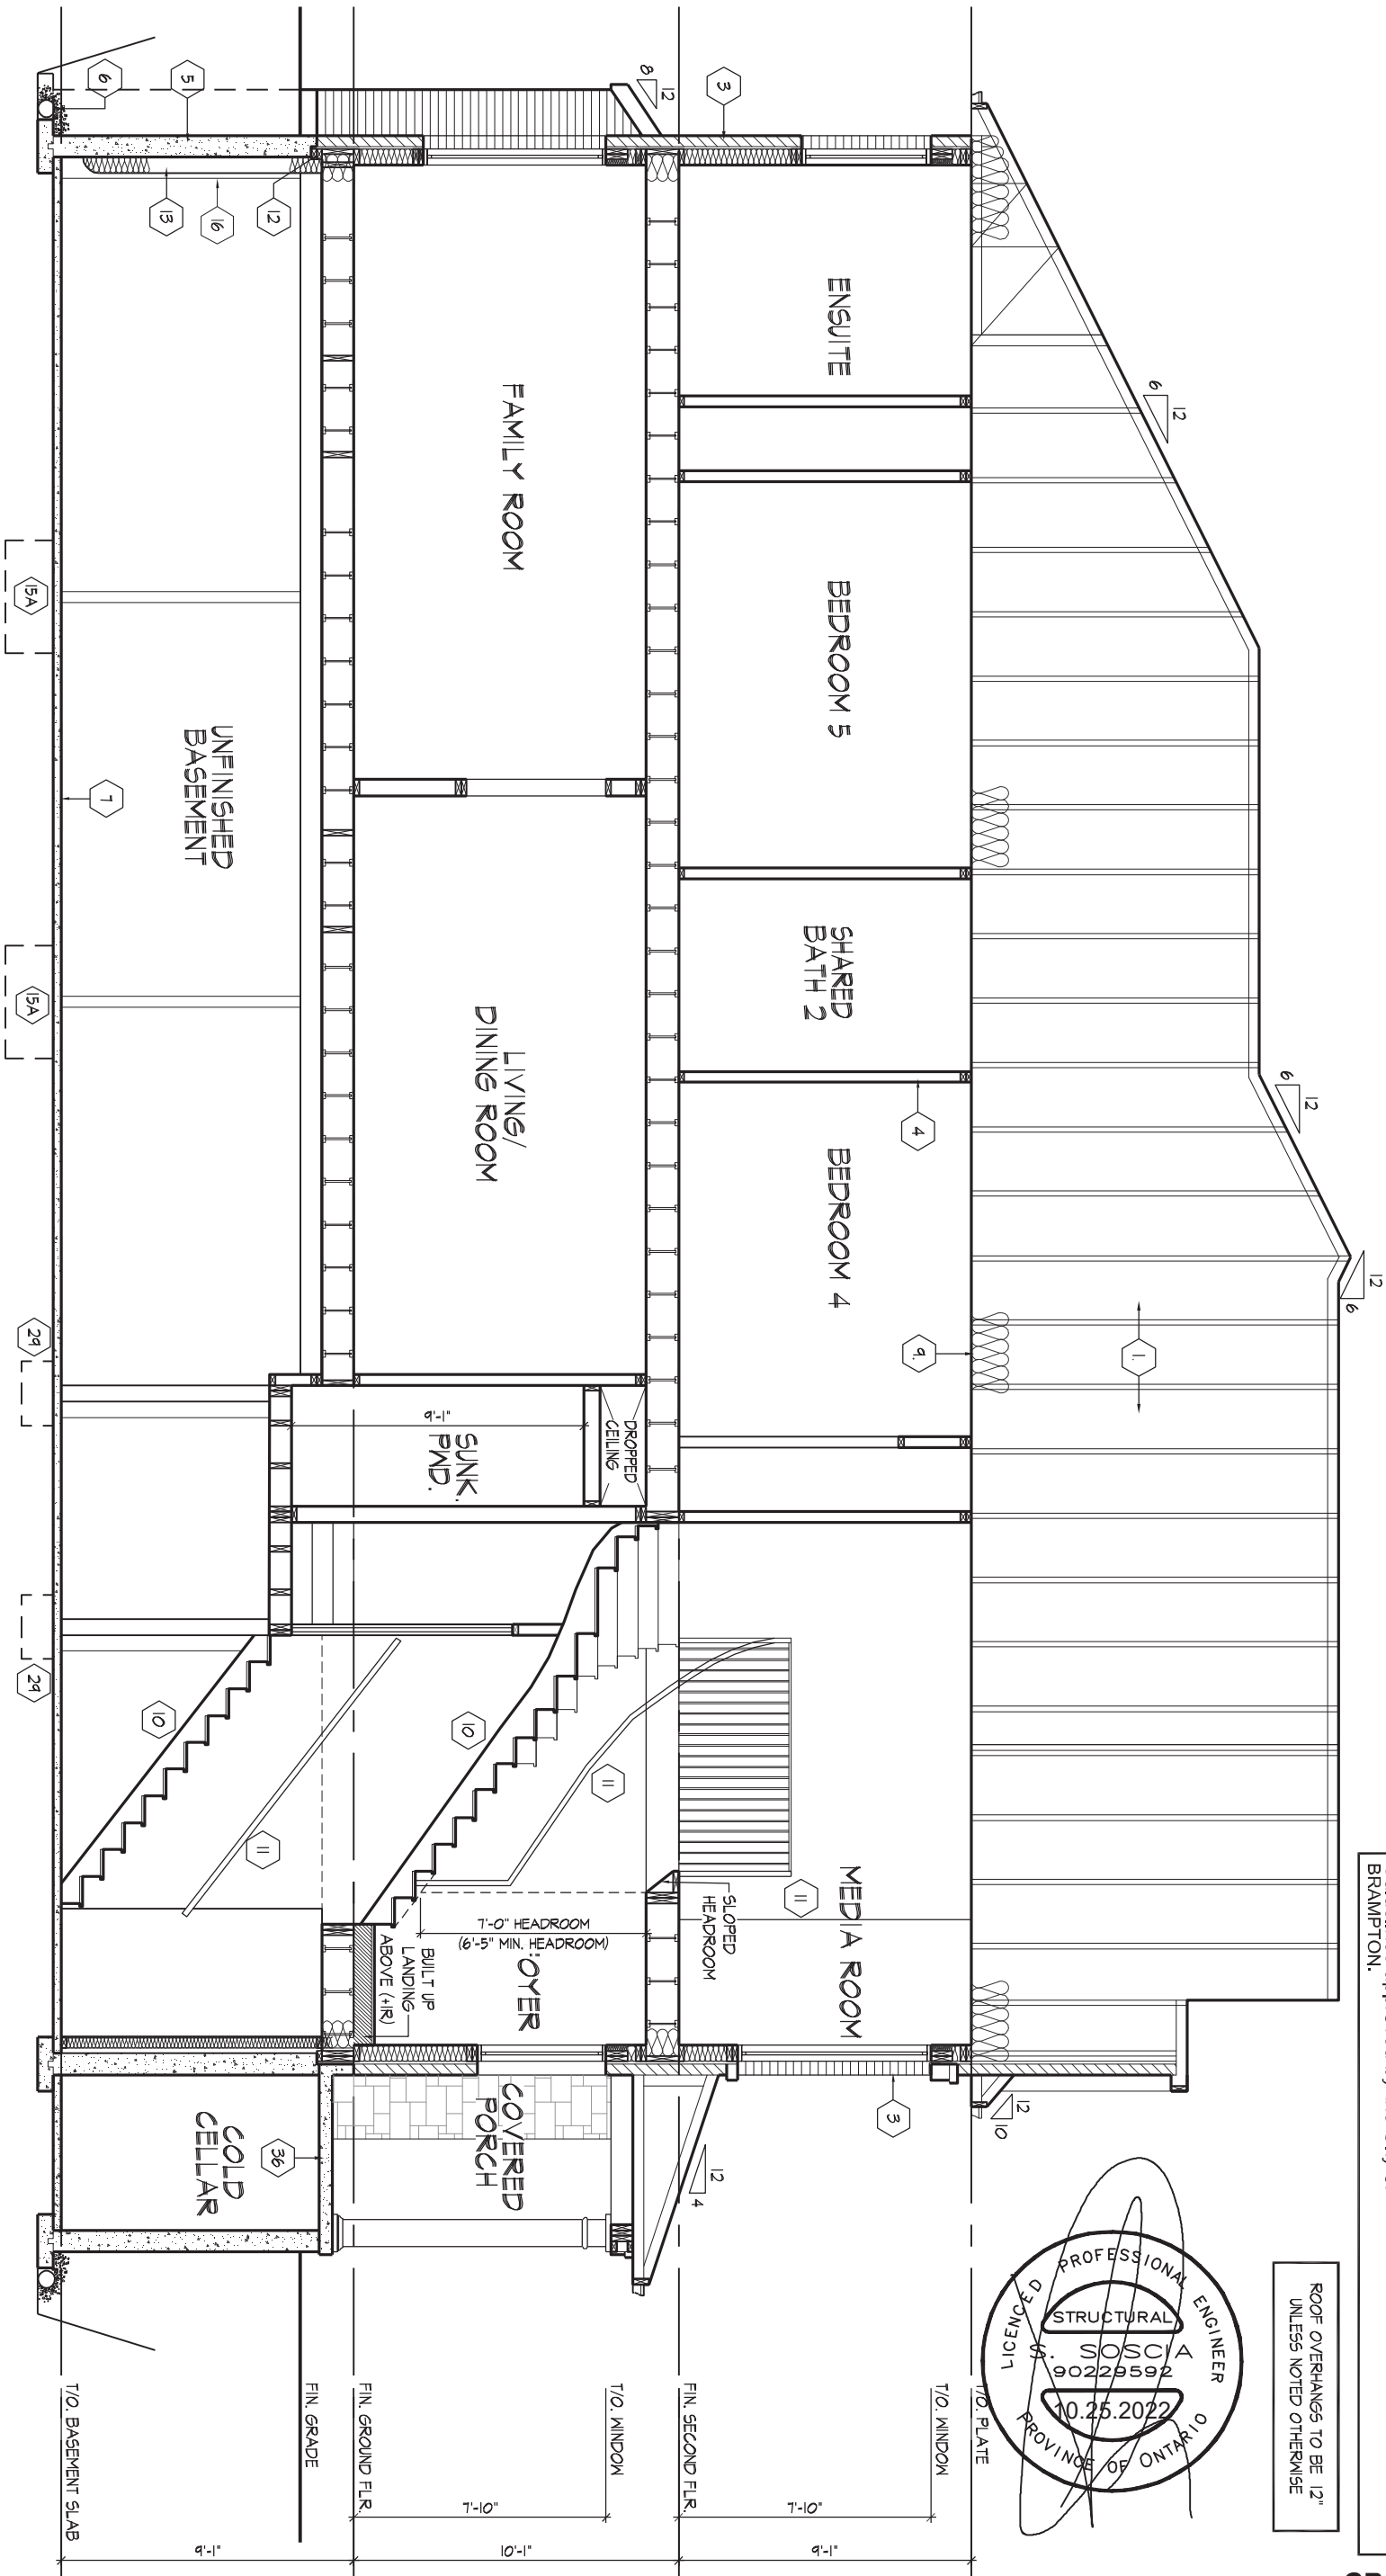 BRAMPTON.
ROOF OVERHANGS TO BE 12"
UNLESS NOTED OTHERWISE
LICENCED PROFESSIONAL ENGINEER
STRUCTURAL
S. SOSCIA
90229592
10.25.2022
PROVINCE OF ONTARIO
12
6
12
6
12
6
1.
12
10
9.
T/O. PLATE
3
ENSUITE
BEDROOM 5
SHARED
BATH 2
4
BEDROOM 4
MEDIA ROOM
11
3
T/O. WINDOW
7'-10"
9'-1"
SLOPED
HEADROOM
12
4
FIN. SECOND FLR.
8
12
FAMILY ROOM
LIVING/
DINING ROOM
DROPPED
CEILING
9'-1"
SUNK.
PWD.
10
11
7'-0" HEADROOM
(6'-5" MIN. HEADROOM)
OYER
BUILT UP
LANDING
ABOVE (+1R)
COVERED
PORCH
T/O. WINDOW
7'-10"
10'-1"
FIN. GROUND FLR.
FIN. GRADE
5
6
12
16
13
UNFINISHED
BASEMENT
7
10
11
36
COLD
CELLAR
9'-1"
T/O. BASEMENT SLAB
15A
15A
29
29